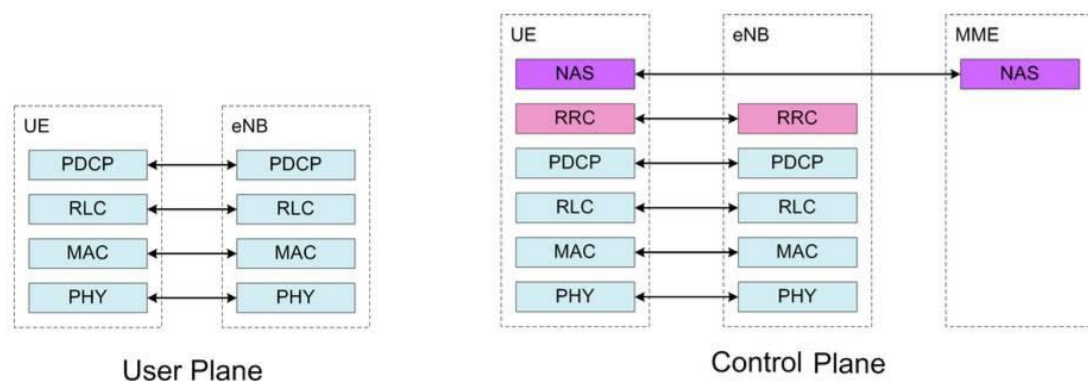 UE eNB
PDCP PDCP
RLC RLC
MAC MAC
PHY PHY
User Plane
UE eNB MME
NAS NAS
RRC RRC
PDCP PDCP
RLC RLC
MAC MAC
PHY PHY
Control Plane